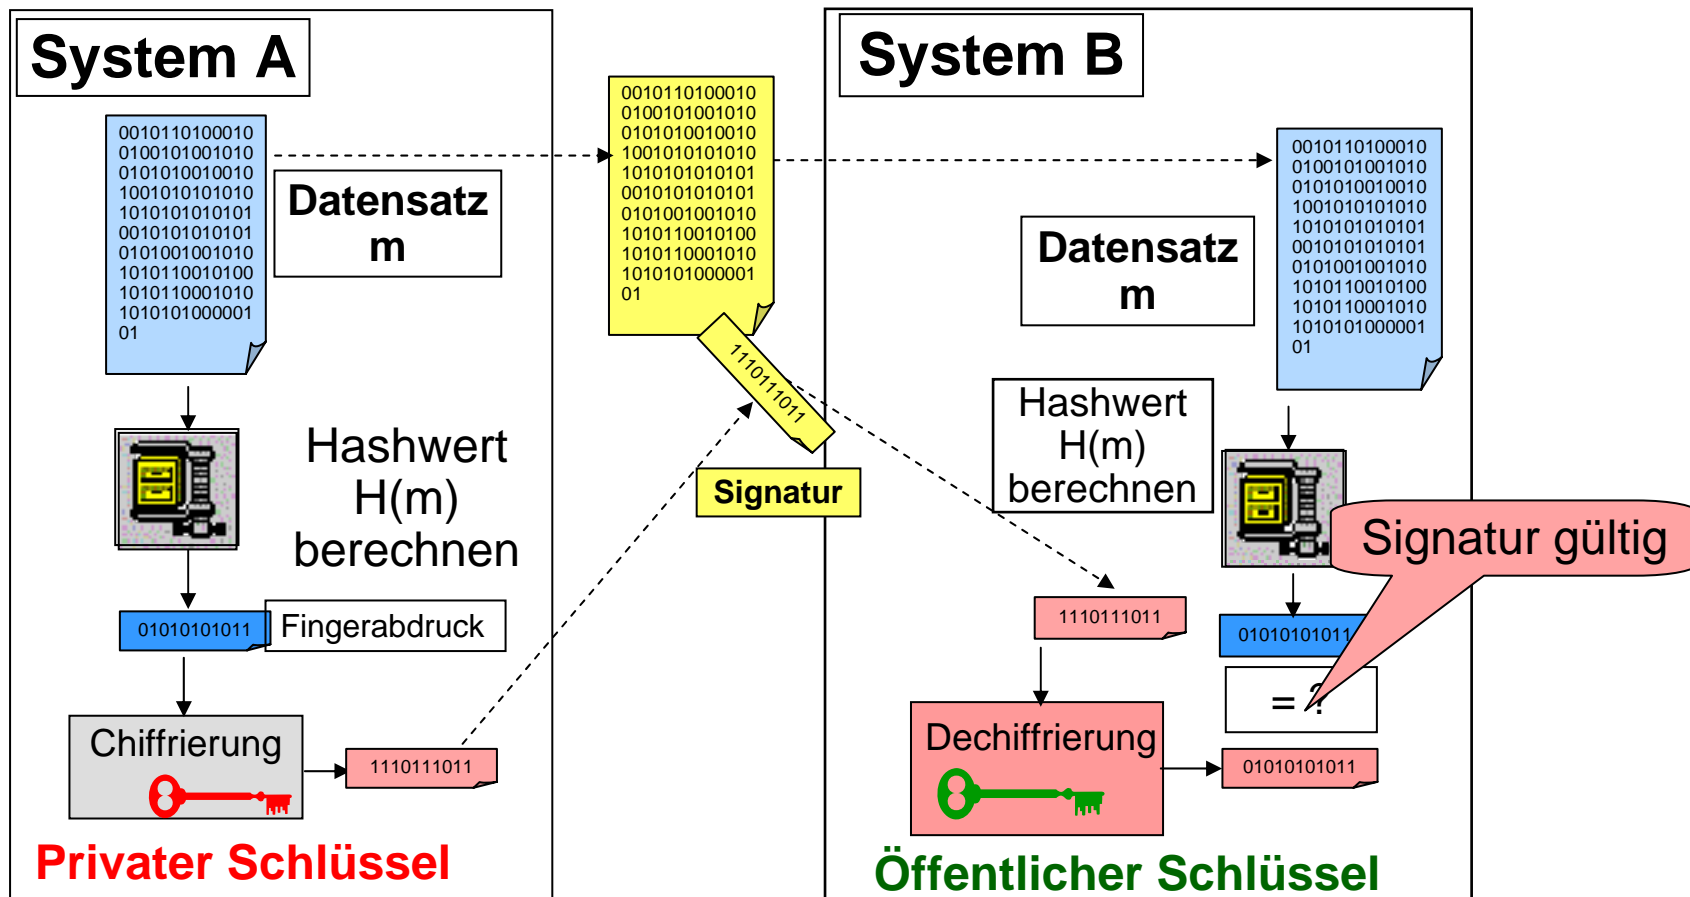 System A
0010110100010
0100101001010
0101010010010
1001010101010
1010101010101
0010101010101
0101001001010
1010110010100
1010110001010
1010101000001
01
Datensatz
m
Hashwert
H(m)
berechnen
01010101011
Fingerabdruck
Chiffrierung
1110111011
Privater Schlüssel
0010110100010
0100101001010
0101010010010
1001010101010
1010101010101
0010101010101
0101001001010
1010110010100
1010110001010
1010101000001
01
1110111011
Signatur
System B
0010110100010
0100101001010
0101010010010
1001010101010
1010101010101
0010101010101
0101001001010
1010110010100
1010110001010
1010101000001
01
Datensatz
m
Hashwert
H(m)
berechnen
Signatur gültig
1110111011
01010101011
= ?
Dechiffrierung
01010101011
Öffentlicher Schlüssel